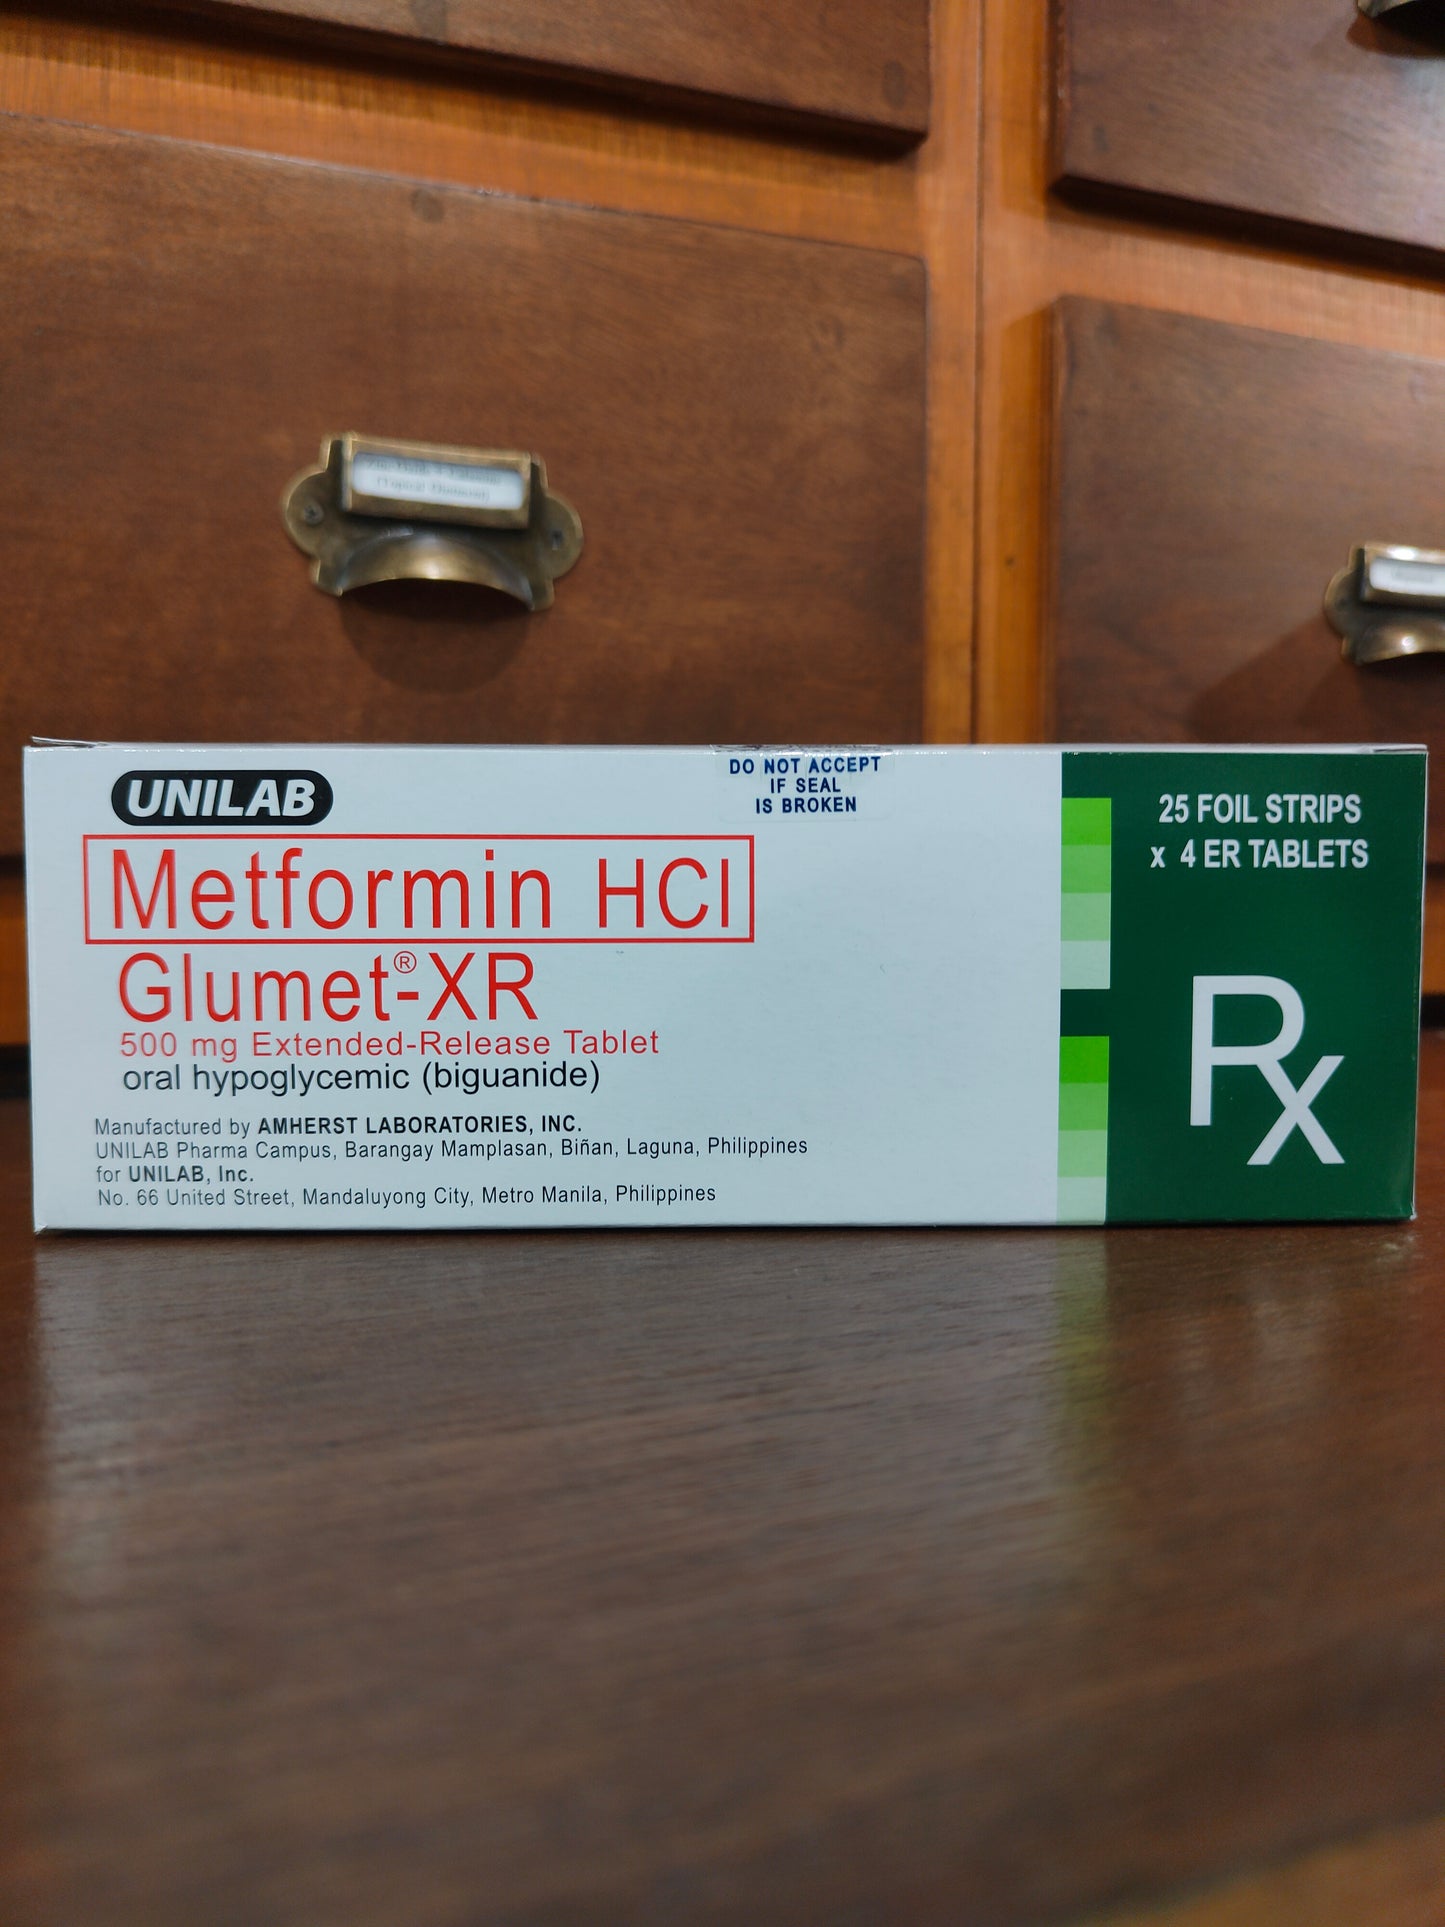 UNILAB
DO NOT ACCEPT
IF SEAL
IS BROKEN
Metformin HCl
Glumet®-XR
500 mg Extended-Release Tablet
oral hypoglycemic (biguanide)
Manufactured by AMHERST LABORATORIES, INC.
UNILAB Pharma Campus, Barangay Mamplasan, Biñan, Laguna, Philippines
for UNILAB, Inc.
No. 66 United Street, Mandaluyong City, Metro Manila, Philippines
25 FOIL STRIPS
x 4 ER TABLETS
Rx